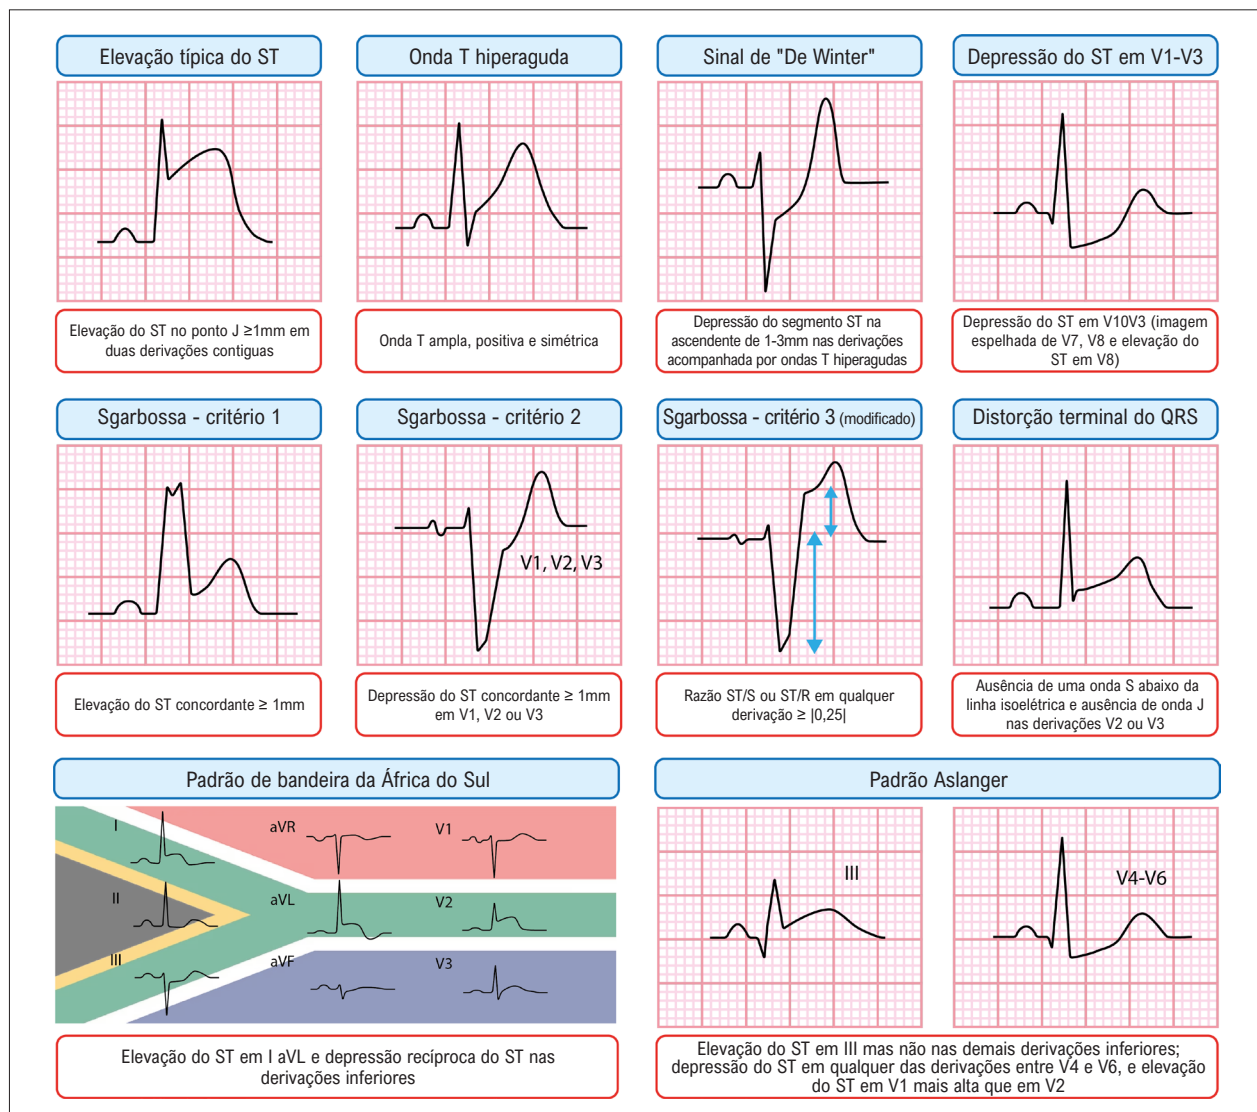 Elevação típica do ST
Onda T hiperaguda
Sinal de "De Winter"
Depressão do ST em V1-V3
Elevação do ST no ponto J ≥1mm em
duas derivações contiguas
Onda T ampla, positiva e simétrica
Depressão do segmento ST na
ascendente de 1-3mm nas derivações
acompanhada por ondas T hiperagudas
Depressão do ST em V10V3 (imagem
espelhada de V7, V8 e elevação do
ST em V8)
Sgarbossa - critério 1
Sgarbossa - critério 2
Sgarbossa - critério 3 (modificado)
Distorção terminal do QRS
V1, V2, V3
Elevação do ST concordante ≥ 1mm
Depressão do ST concordante ≥ 1mm
em V1, V2 ou V3
Razão ST/S ou ST/R em qualquer
derivação ≥ |0,25|
Ausência de uma onda S abaixo da
linha isoelétrica e ausência de onda J
nas derivações V2 ou V3
Padrão de bandeira da África do Sul
Padrão Aslanger
I
aVR
V1
II
aVL
V2
III
aVF
V3
III
V4-V6
Elevação do ST em I aVL e depressão recíproca do ST nas
derivações inferiores
Elevação do ST em III mas não nas demais derivações inferiores;
depressão do ST em qualquer das derivações entre V4 e V6, e elevação
do ST em V1 mais alta que em V2